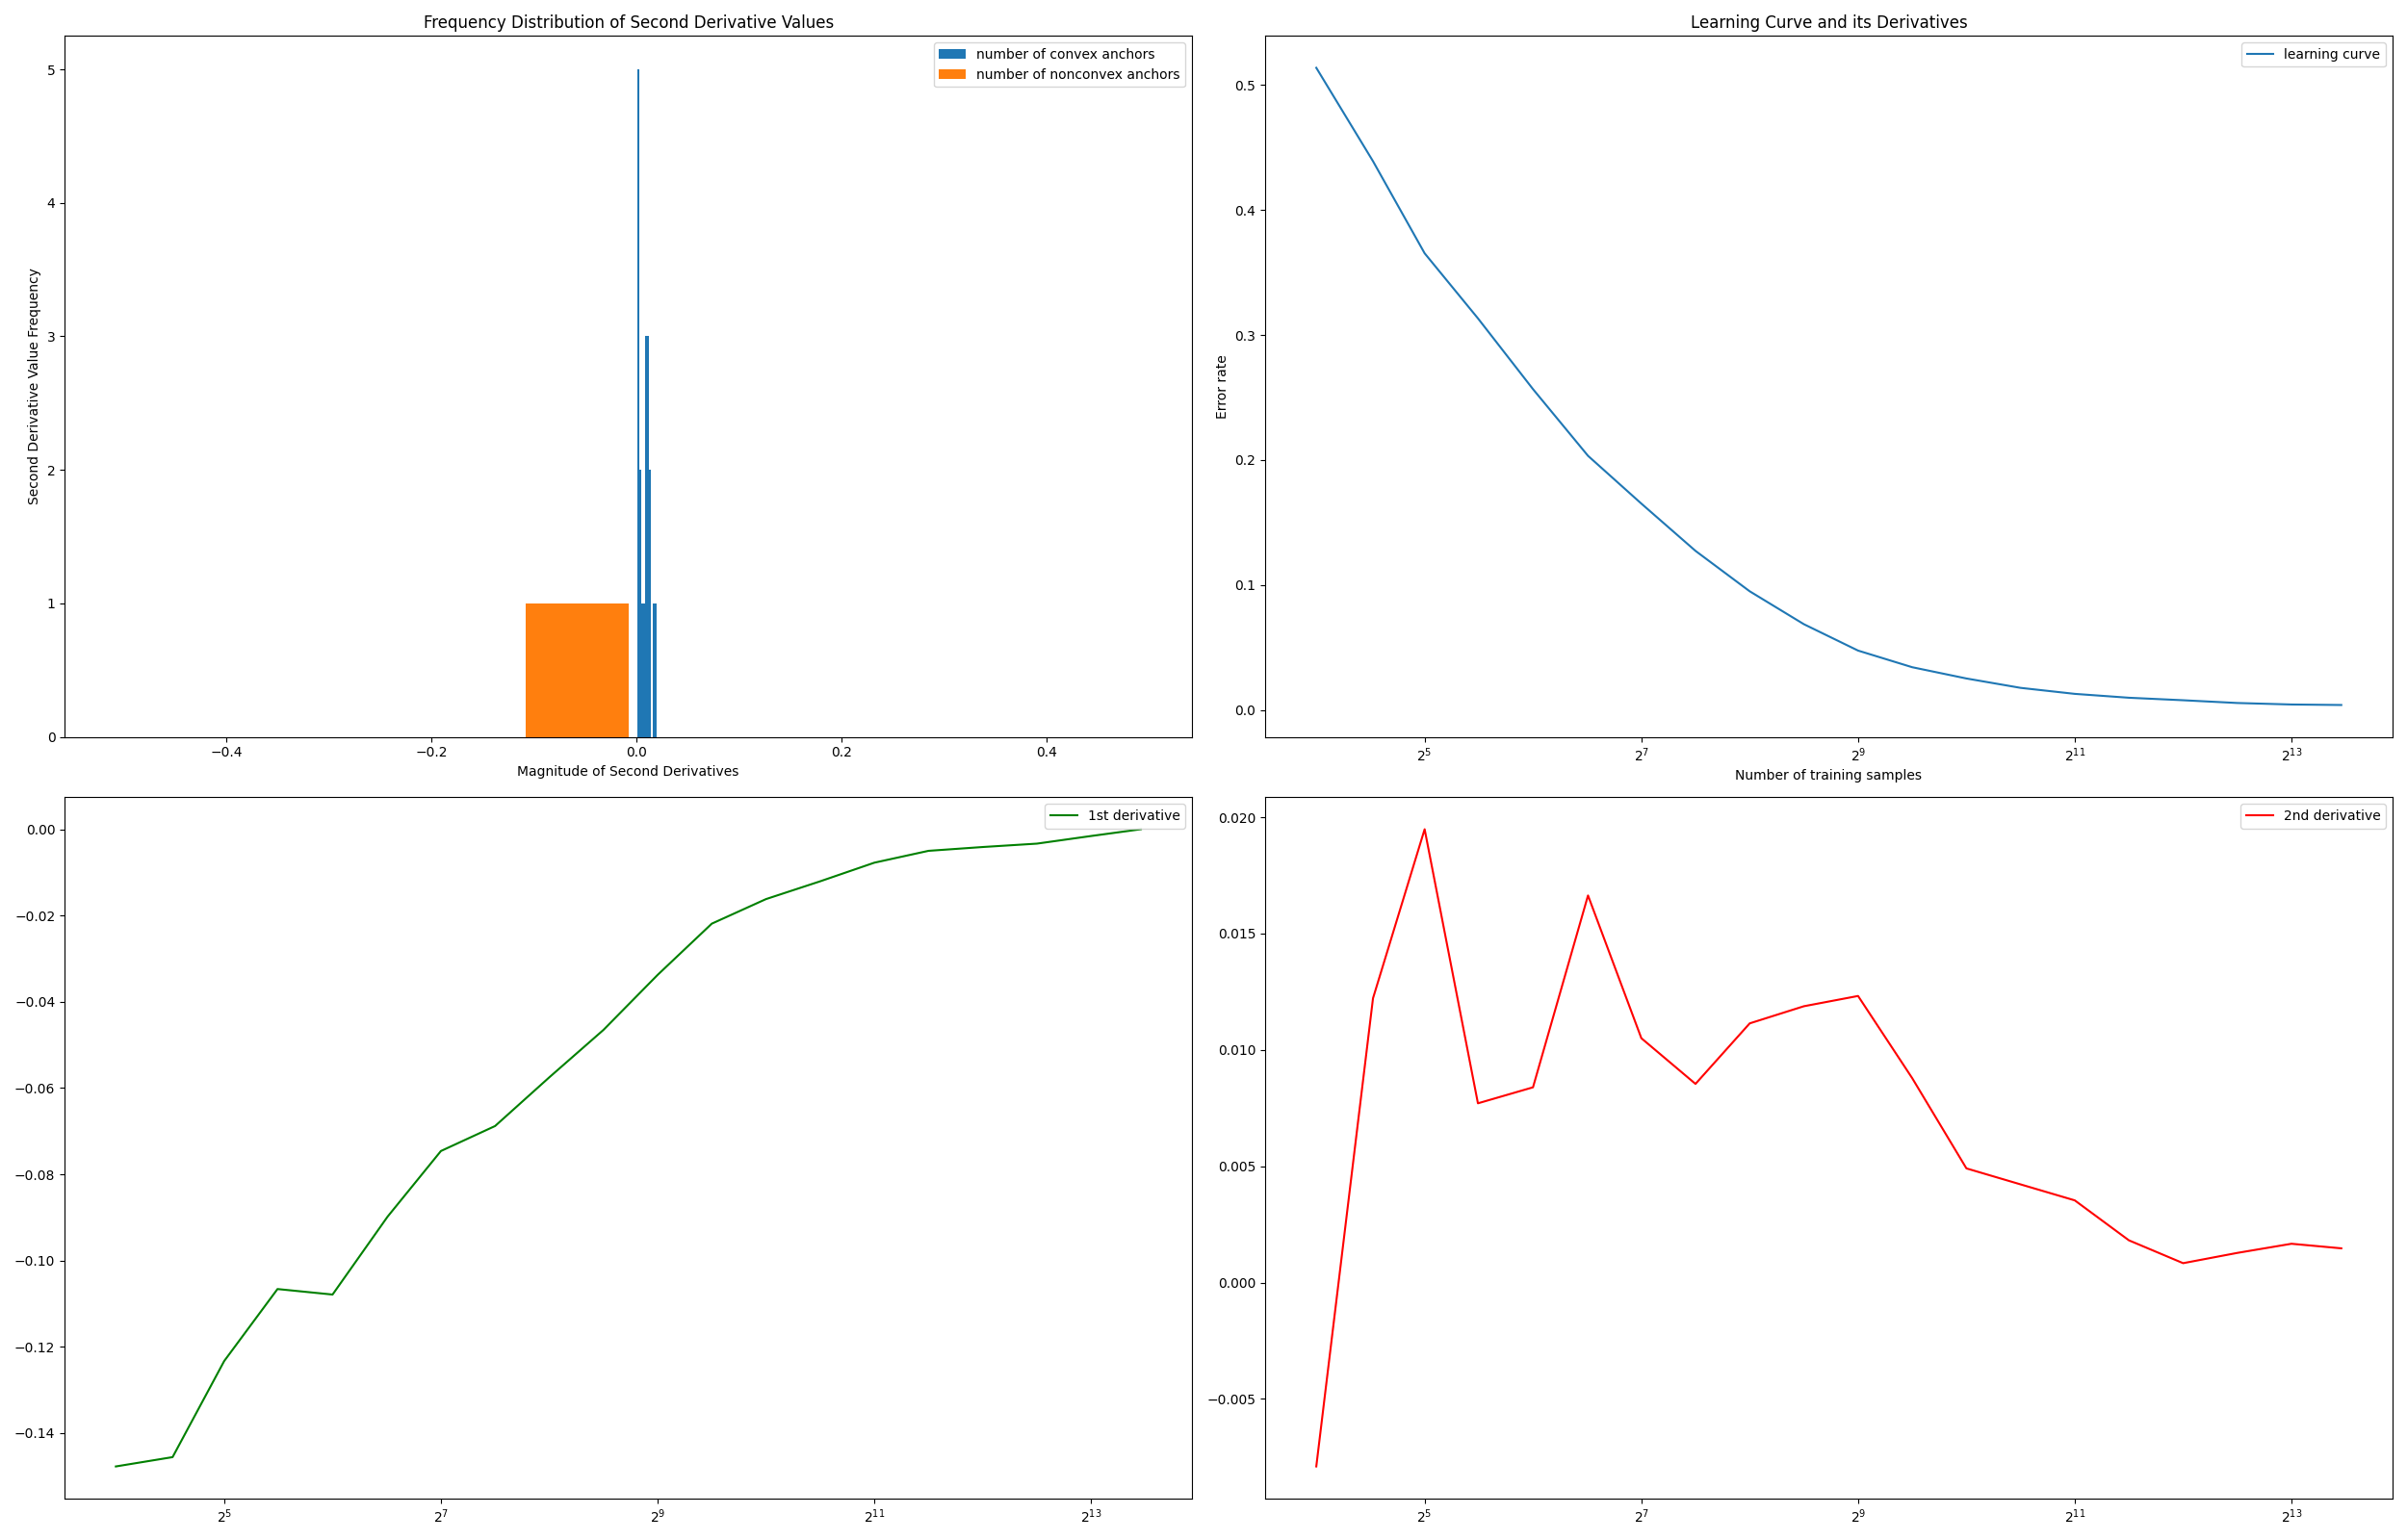 Frequency Distribution of Second Derivative Values
number of convex anchors
number of nonconvex anchors
5
4
3
2
1
0
Second Derivative Value Frequency
−0.4 −0.2 0.0 0.2 0.4
Magnitude of Second Derivatives
Learning Curve and its Derivatives
learning curve
0.5
0.4
0.3
0.2
0.1
0.0
Error rate
2^5 2^7 2^9 2^11 2^13
Number of training samples
1st derivative
0.00
−0.02
−0.04
−0.06
−0.08
−0.10
−0.12
−0.14
2^5 2^7 2^9 2^11 2^13
2nd derivative
0.020
0.015
0.010
0.005
0.000
−0.005
2^5 2^7 2^9 2^11 2^13